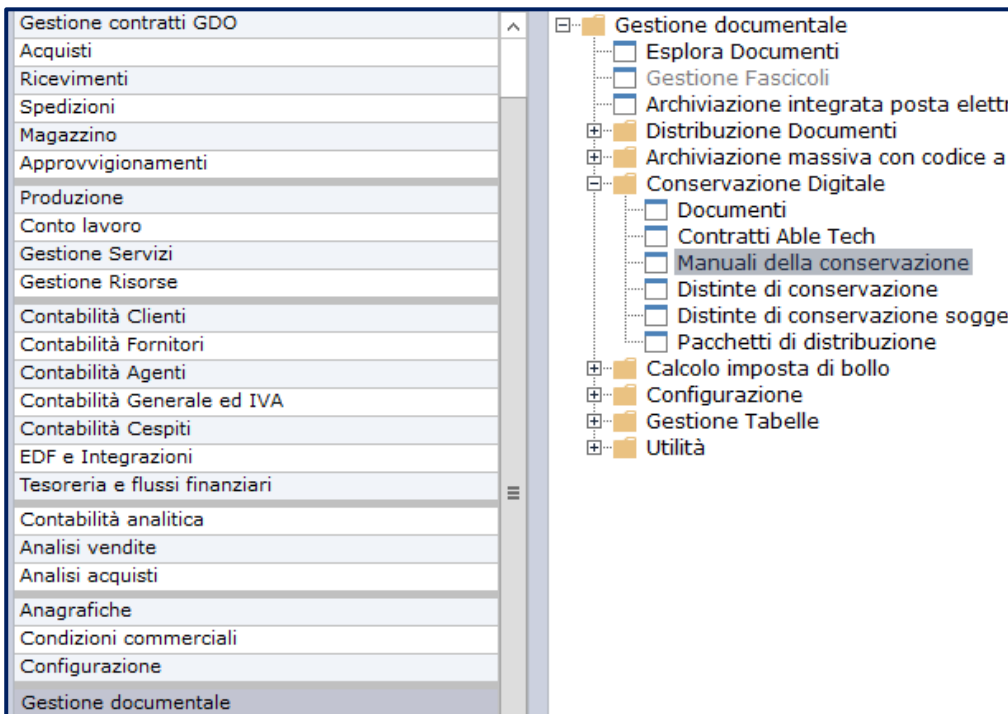 Gestione contratti GDO
Acquisti
Ricevimenti
Spedizioni
Magazzino
Approvvigionamenti
Produzione
Conto lavoro
Gestione Servizi
Gestione Risorse
Contabilità Clienti
Contabilità Fornitori
Contabilità Agenti
Contabilità Generale ed IVA
Contabilità Cespiti
EDF e Integrazioni
Tesoreria e flussi finanziari
Contabilità analitica
Analisi vendite
Analisi acquisti
Anagrafiche
Condizioni commerciali
Configurazione
Gestione documentale
Gestione documentale
Esplora Documenti
Gestione Fascicoli
Archiviazione integrata posta elettr
Distribuzione Documenti
Archiviazione massiva con codice a
Conservazione Digitale
Documenti
Contratti Able Tech
Manuali della conservazione
Distinte di conservazione
Distinte di conservazione sogge
Pacchetti di distribuzione
Calcolo imposta di bollo
Configurazione
Gestione Tabelle
Utilità